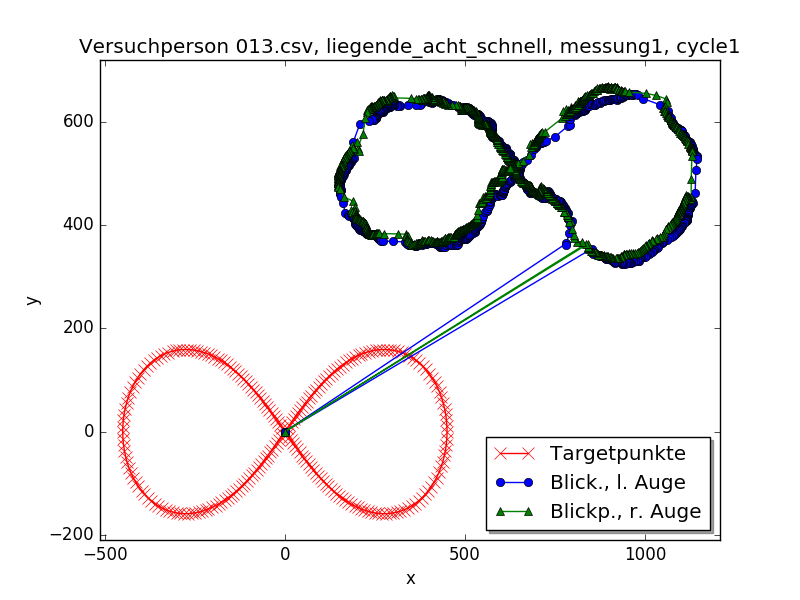 Versuchperson 013.csv, liegende_acht_schnell, messung1, cycle1
600
400
200
0
−200
y
−500
0
500
1000
x
Targetpunkte
Blick., l. Auge
Blickp., r. Auge